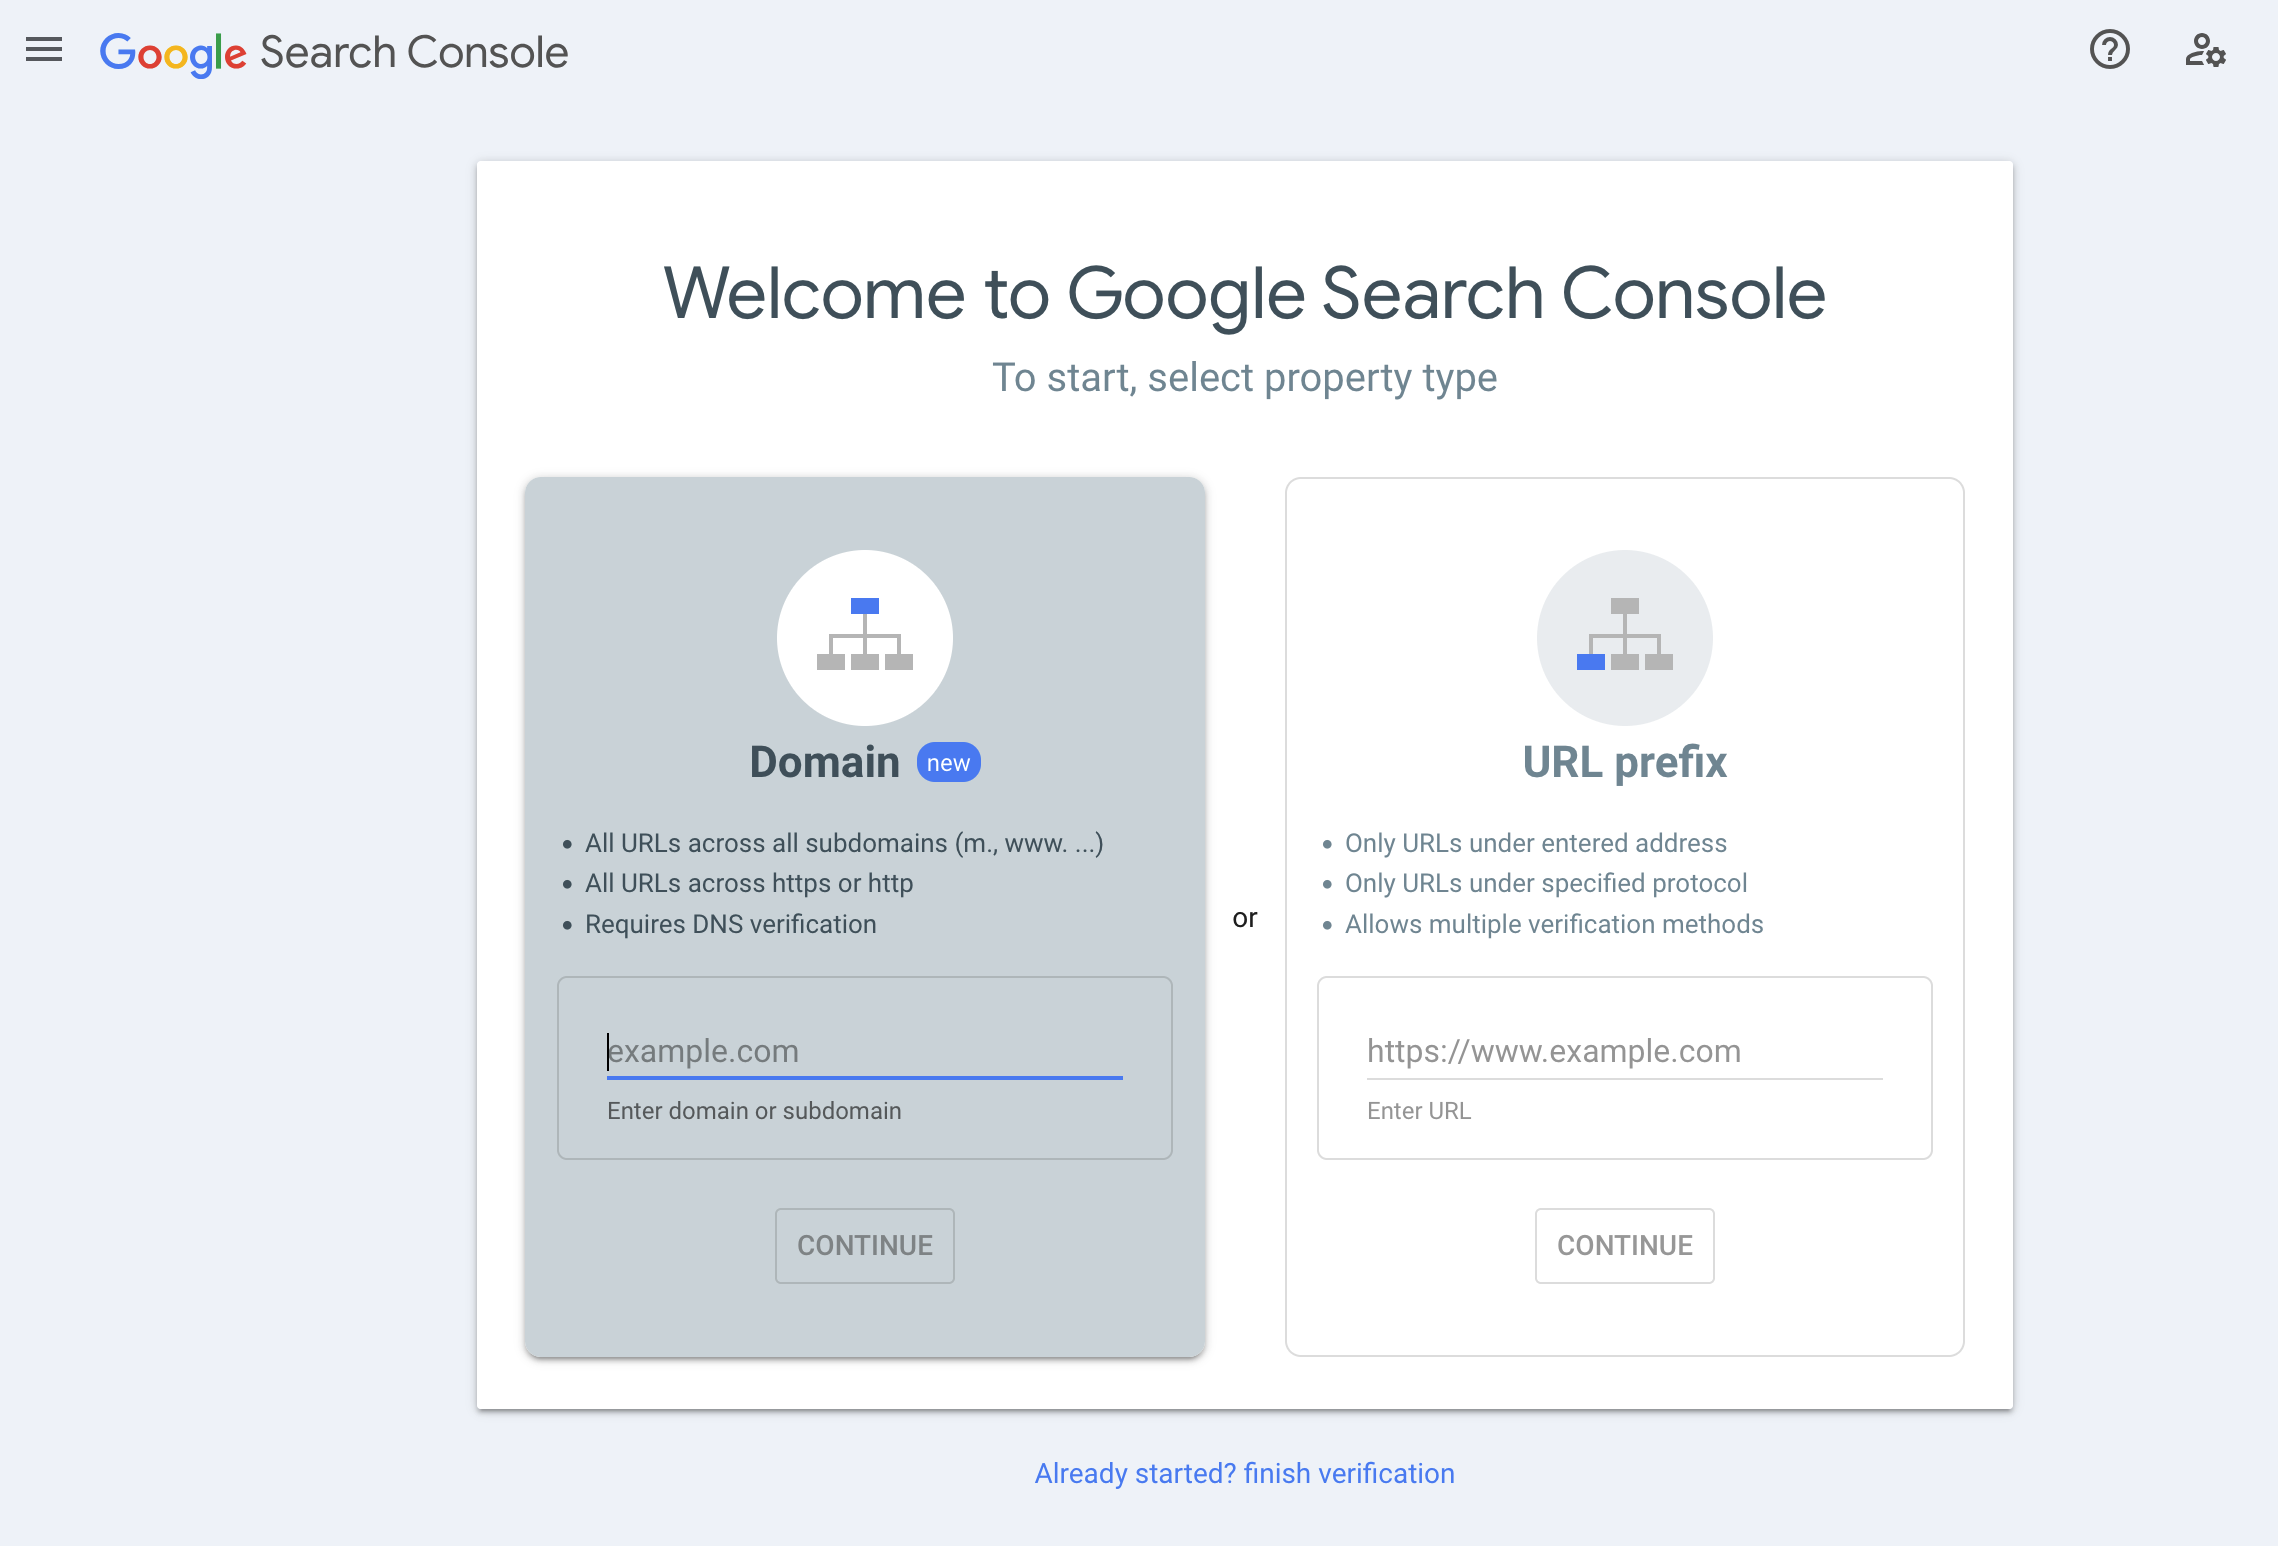 Google Search Console
Welcome to Google Search Console
To start, select property type
Domain new
All URLs across all subdomains (m., www. ...)
All URLs across https or http
Requires DNS verification
example.com
Enter domain or subdomain
CONTINUE
or
URL prefix
Only URLs under entered address
Only URLs under specified protocol
Allows multiple verification methods
https://www.example.com
Enter URL
CONTINUE
Already started? finish verification